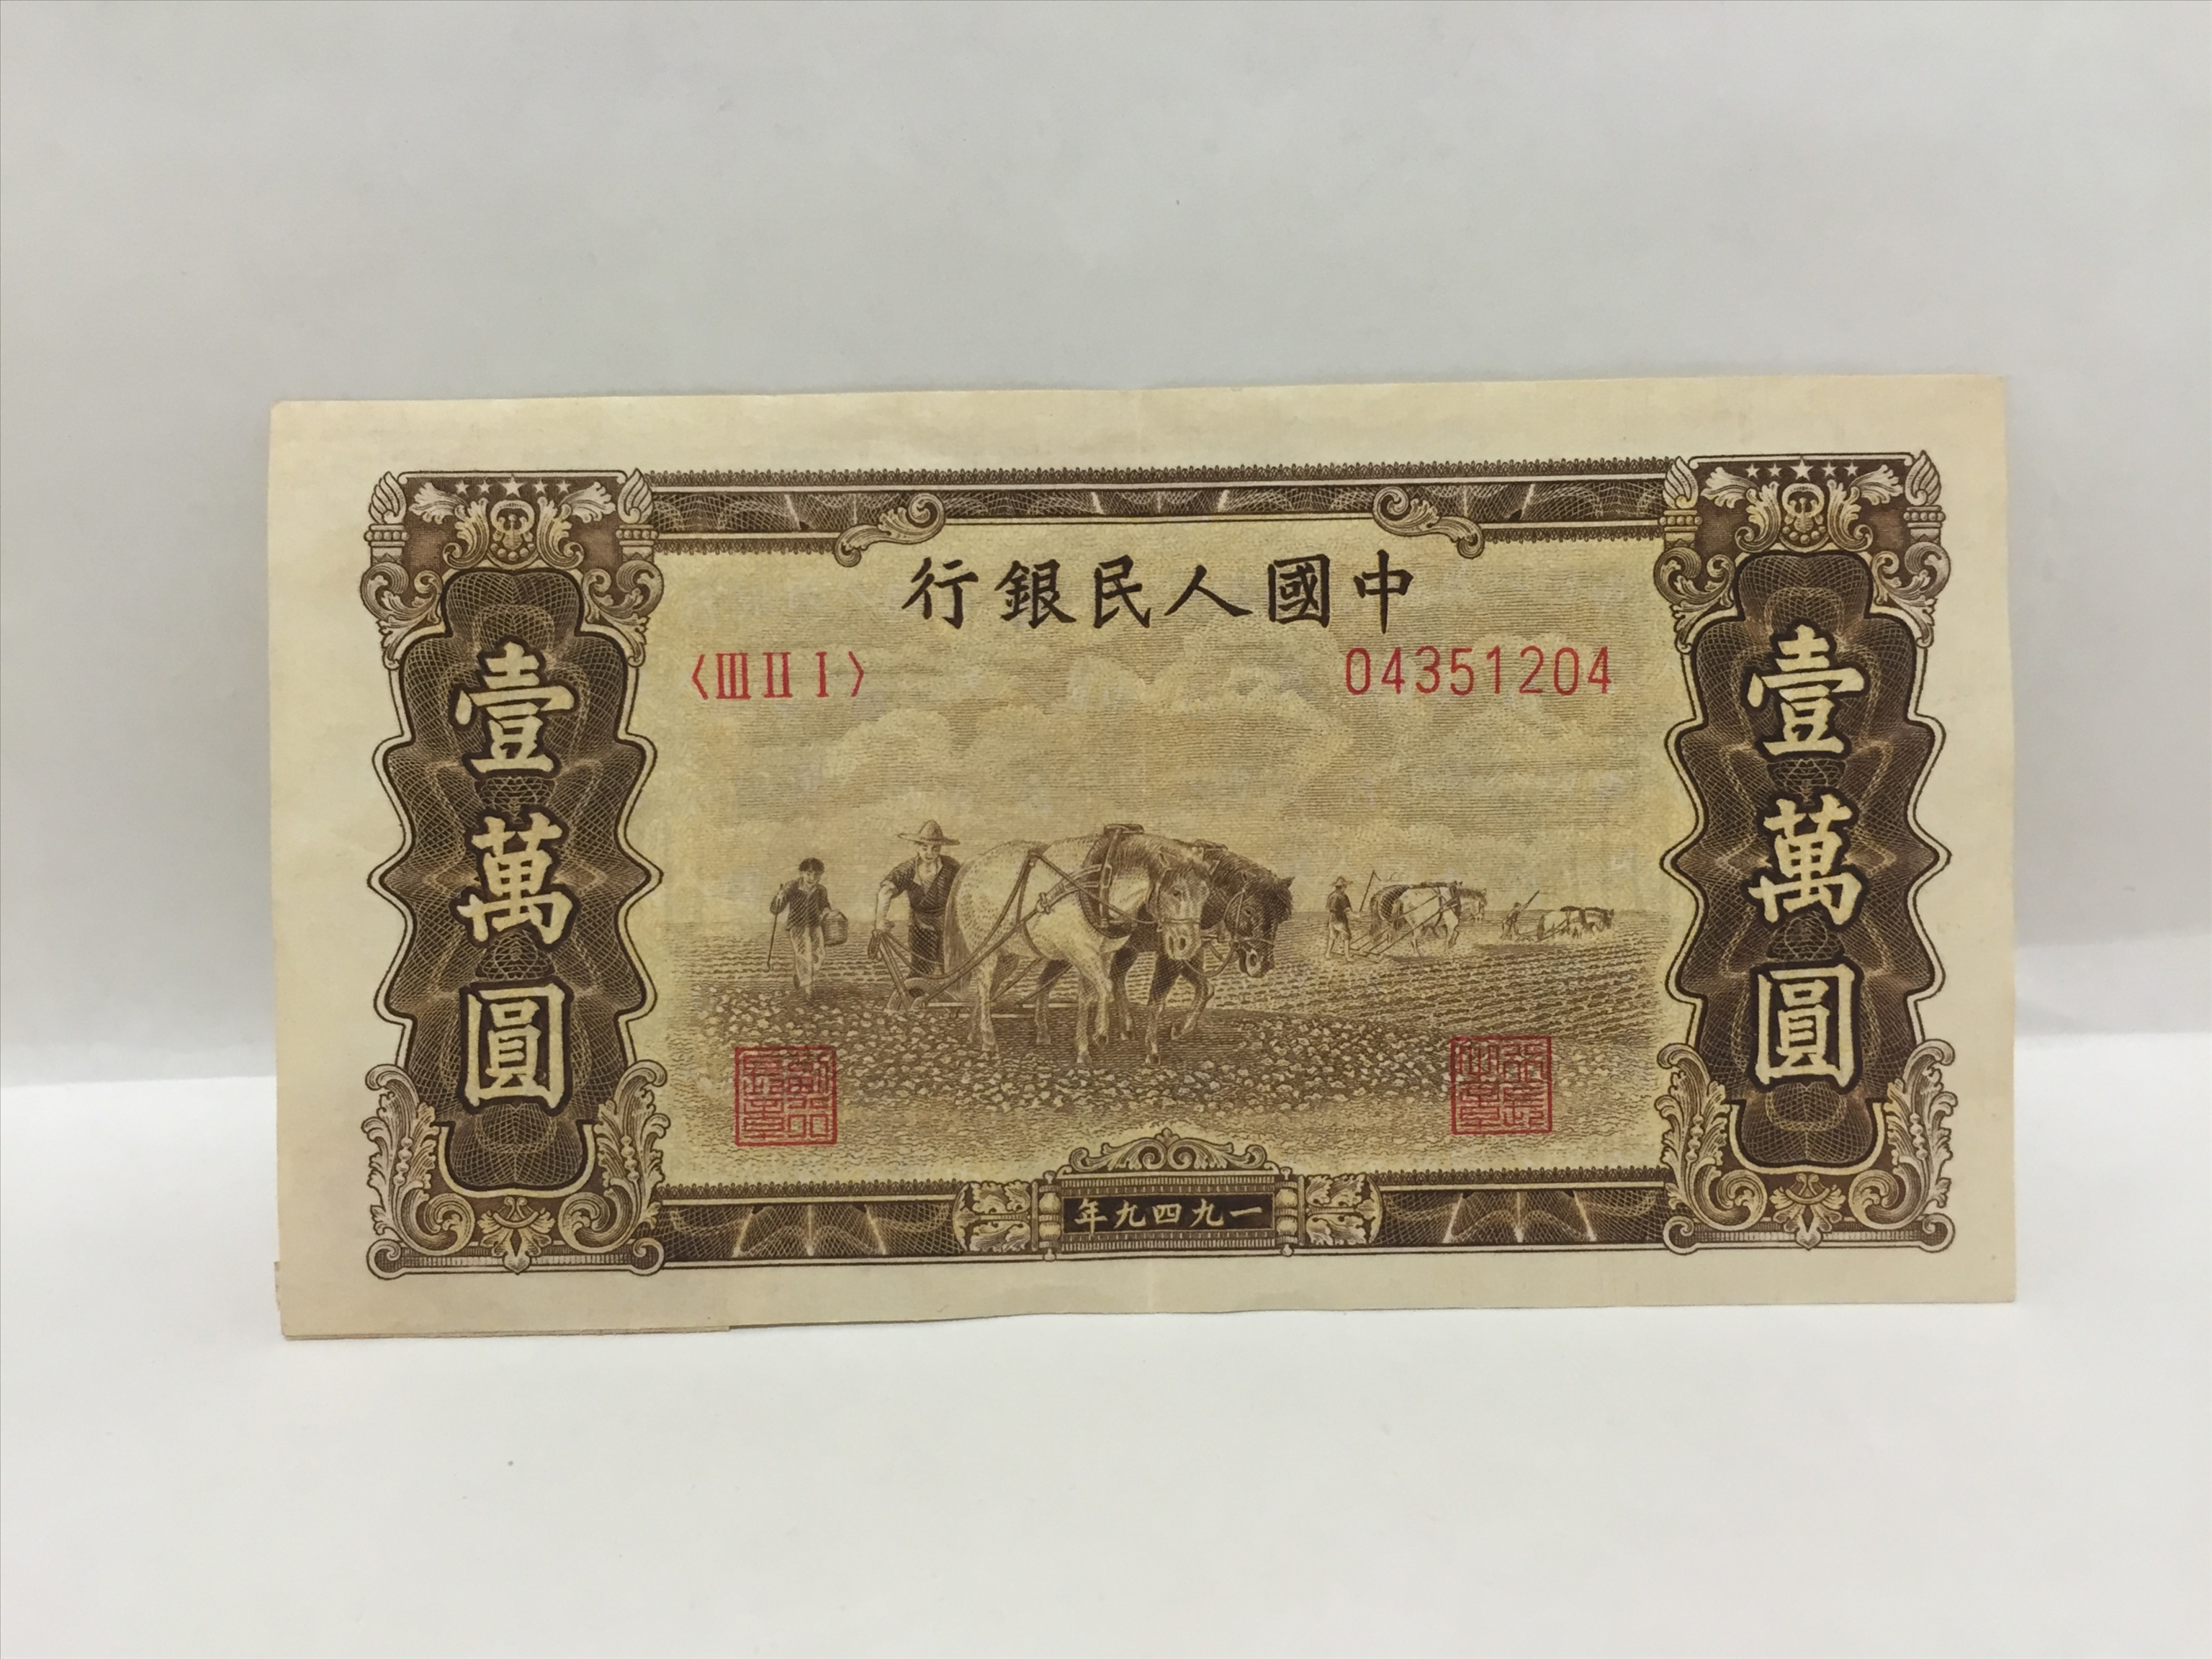 中國人民銀行
〈III II I〉
04351204
壹萬圓
壹萬圓
一九四九年